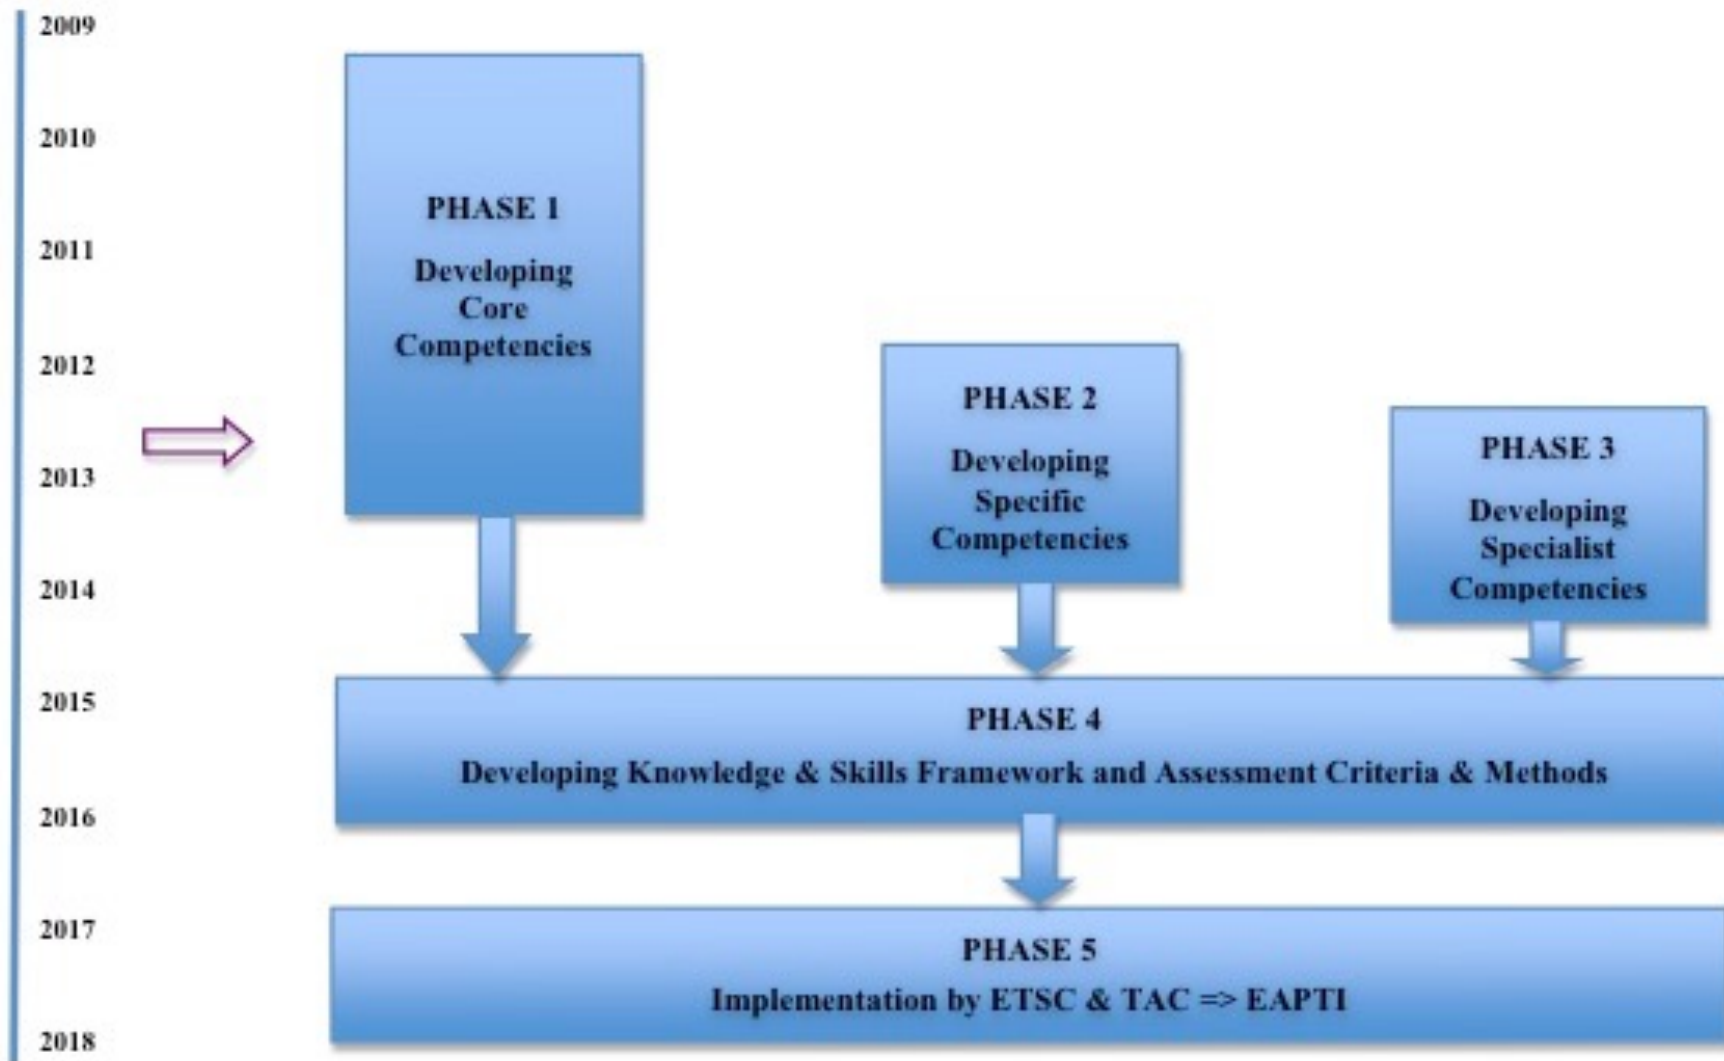 2009
2010
2011
2012
2013
2014
2015
2016
2017
2018
PHASE 1
Developing
Core
Competencies
PHASE 2
Developing
Specific
Competencies
PHASE 3
Developing
Specialist
Competencies
PHASE 4
Developing Knowledge & Skills Framework and Assessment Criteria & Methods
PHASE 5
Implementation by ETSC & TAC => EAPTI